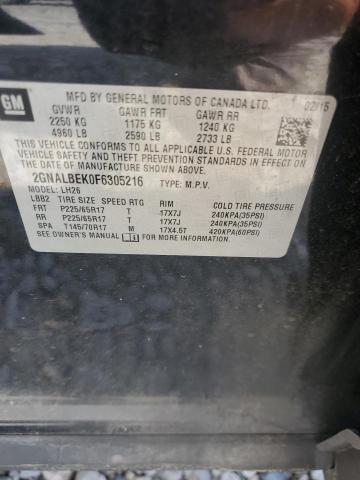 GM
MFD BY GENERAL MOTORS OF CANADA LTD. 02/15
GVWR GAWR FRT GAWR RR
2250 KG 1175 KG 1240 KG
4960 LB 2590 LB 2733 LB
THIS VEHICLE CONFORMS TO ALL APPLICABLE
U.S. FEDERAL MOTOR VEHICLE SAFETY
AND THEFT PREVENTION STANDARDS
IN EFFECT ON THE DATE OF
MANUFACTURE SHOWN ABOVE.
2GNALBEK0F6305216 TYPE: M.P.V.
MODEL: LH26
LBB2 TIRE SIZE SPEED RTG RIM COLD TIRE PRESSURE
FRT P225/65R17 T 17X7J 240KPA(35PSI)
RR P225/65R17 T 17X7J 240KPA(35PSI)
SPA T145/70R17 M 17X4.5T 420KPA(60PSI)
SEE OWNER'S MANUAL FOR MORE INFORMATION